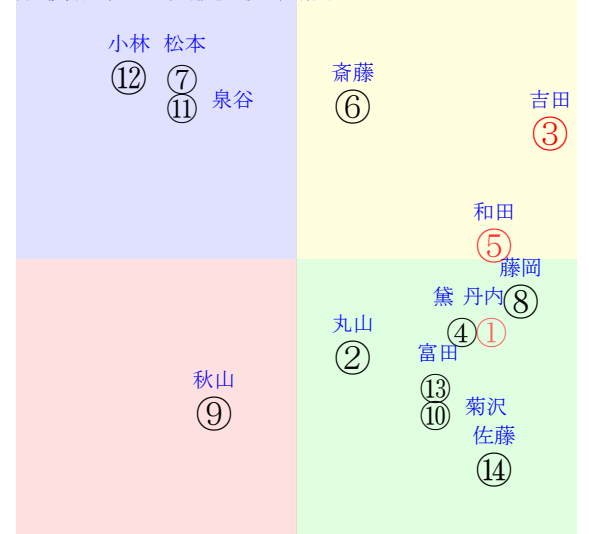 小林 松本
⑫ ⑦
⑪ 泉谷
斎藤
⑥
吉田
③
和田
⑤
藤岡
⑧
黛 丹内
④ ①
丸山
②
富田
⑬
⑩ 菊沢
秋山
⑨
佐藤
⑭